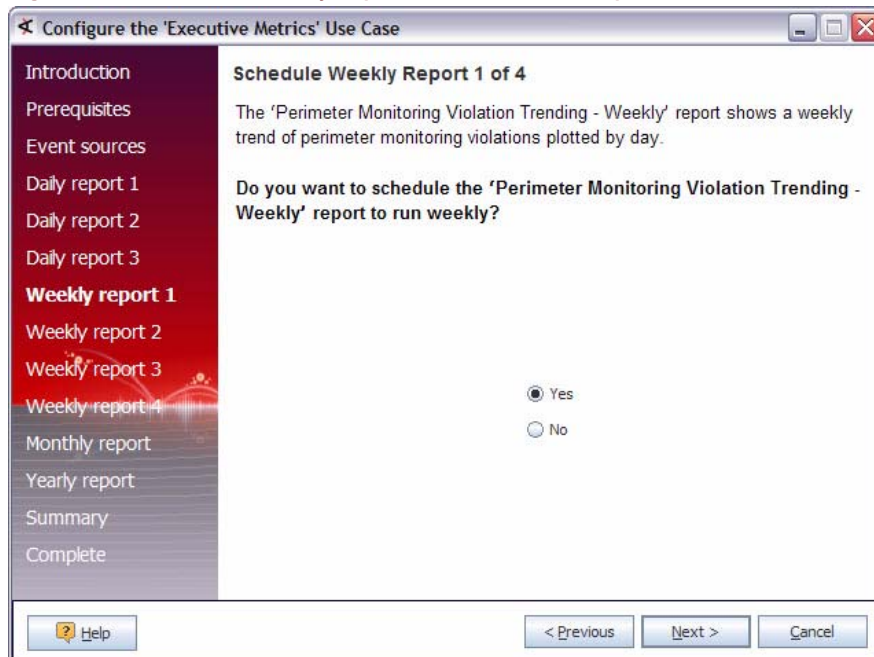 Configure the 'Executive Metrics' Use Case
Introduction
Prerequisites
Event sources
Daily report 1
Daily report 2
Daily report 3
Weekly report 1
Weekly report 2
Weekly report 3
Weekly report 4
Monthly report
Yearly report
Summary
Complete
Schedule Weekly Report 1 of 4
The ‘Perimeter Monitoring Violation Trending - Weekly’ report shows a weekly
trend of perimeter monitoring violations plotted by day.
Do you want to schedule the ‘Perimeter Monitoring Violation Trending -
Weekly’ report to run weekly?
Yes
No
Help
< Previous
Next >
Cancel